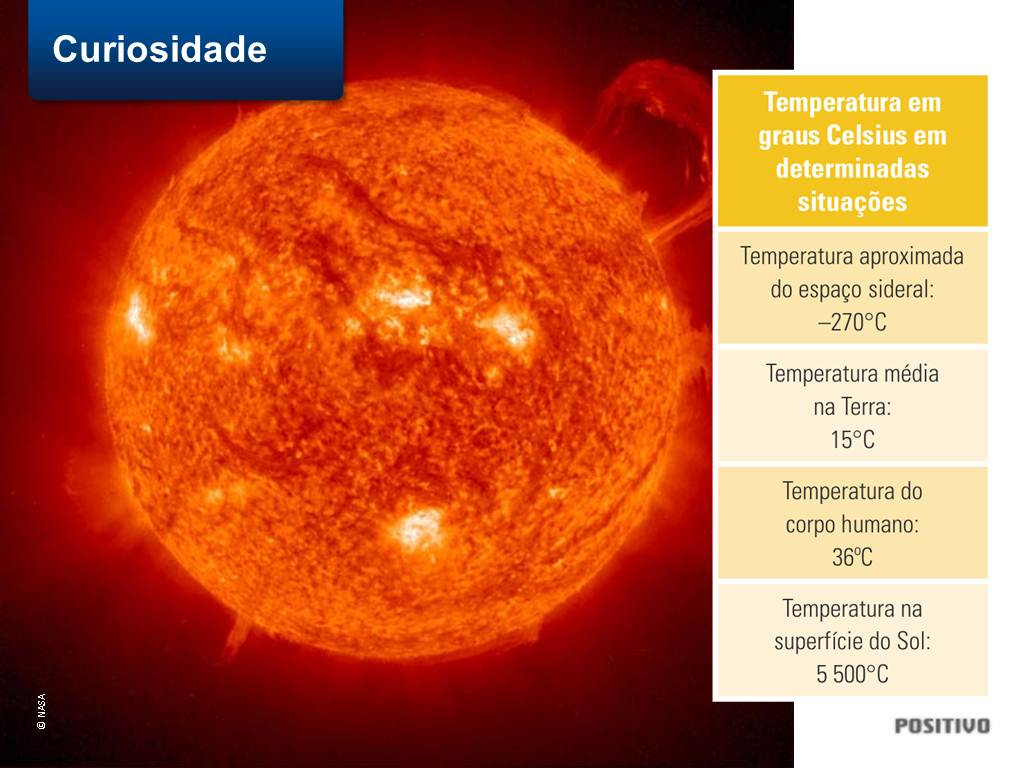 Curiosidade
Temperatura em
graus Celsius em
determinadas
situações
Temperatura aproximada
do espaço sideral:
–270°C
Temperatura média
na Terra:
15°C
Temperatura do
corpo humano:
36ºC
Temperatura na
superfície do Sol:
5 500°C
© NASA
POSITIVO